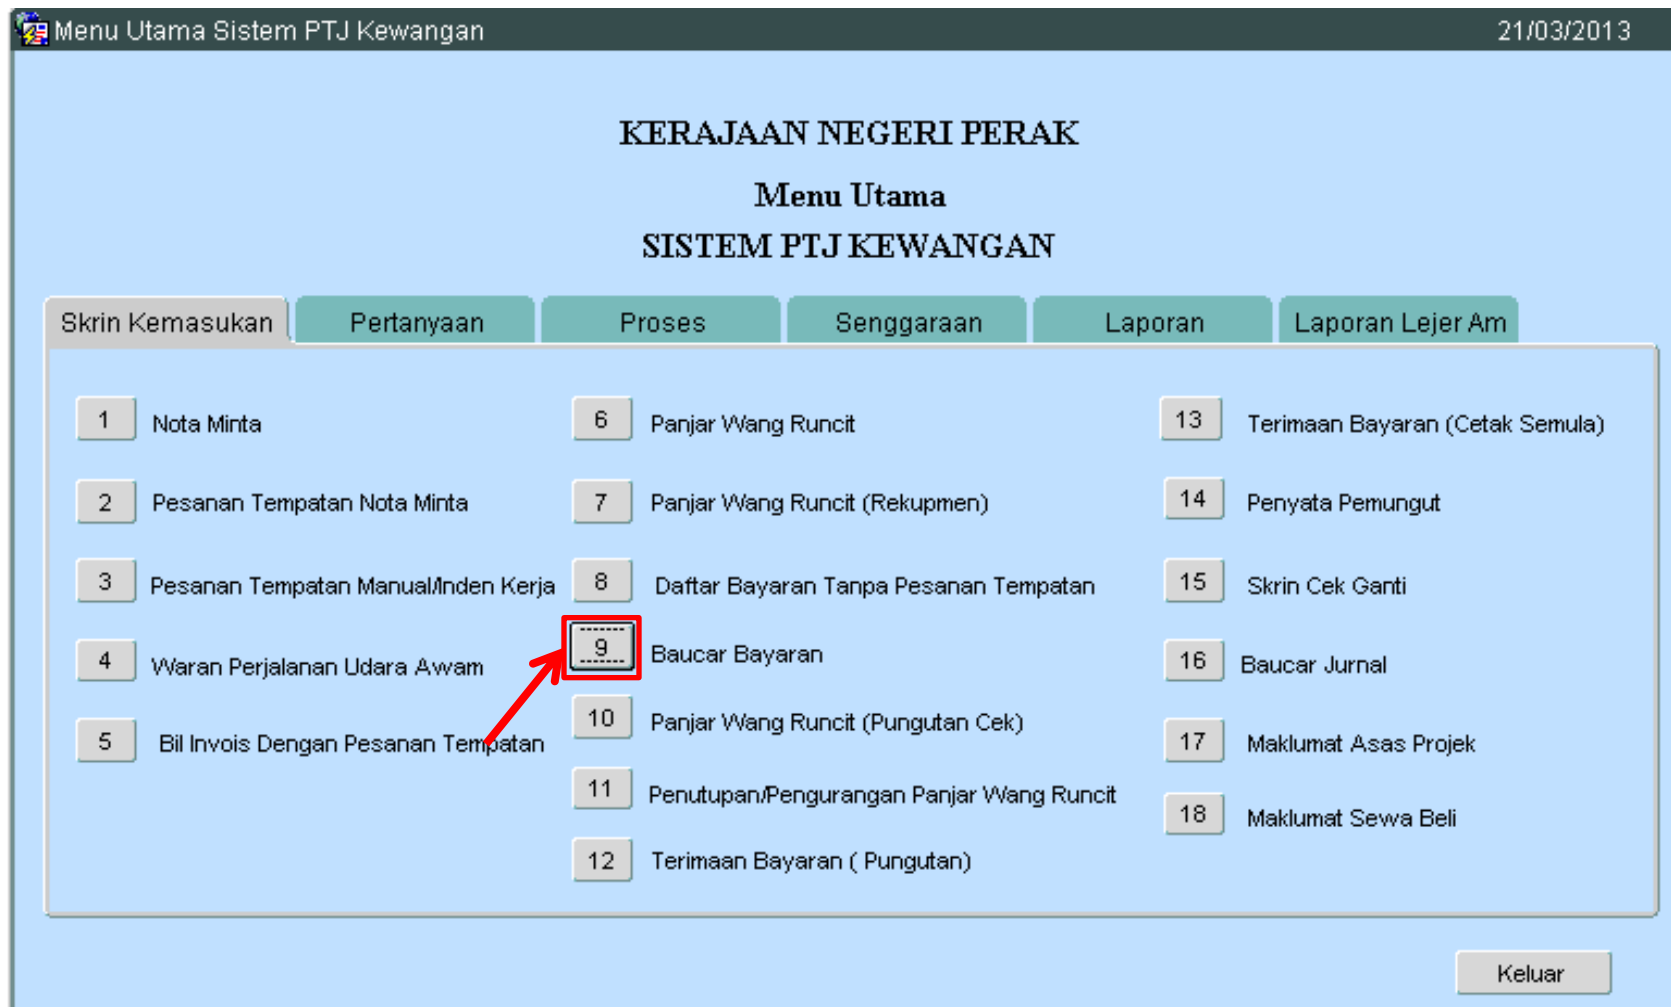 Menu Utama Sistem PTJ Kewangan 21/03/2013
KERAJAAN NEGERI PERAK
Menu Utama
SISTEM PTJ KEWANGAN
Skrin Kemasukan Pertanyaan Proses Senggaraan Laporan Laporan Lejer Am
1 Nota Minta
2 Pesanan Tempatan Nota Minta
3 Pesanan Tempatan Manual/Inden Kerja
4 Waran Perjalanan Udara Awam
5 Bil Invois Dengan Pesanan Tempatan
6 Panjar Wang Runcit
7 Panjar Wang Runcit (Rekupmen)
8 Daftar Bayaran Tanpa Pesanan Tempatan
9 Baucar Bayaran
10 Panjar Wang Runcit (Pungutan Cek)
11 Penutupan/Pengurangan Panjar Wang Runcit
12 Terimaan Bayaran ( Pungutan)
13 Terimaan Bayaran (Cetak Semula)
14 Penyata Pemungut
15 Skrin Cek Ganti
16 Baucar Jurnal
17 Maklumat Asas Projek
18 Maklumat Sewa Beli
Keluar